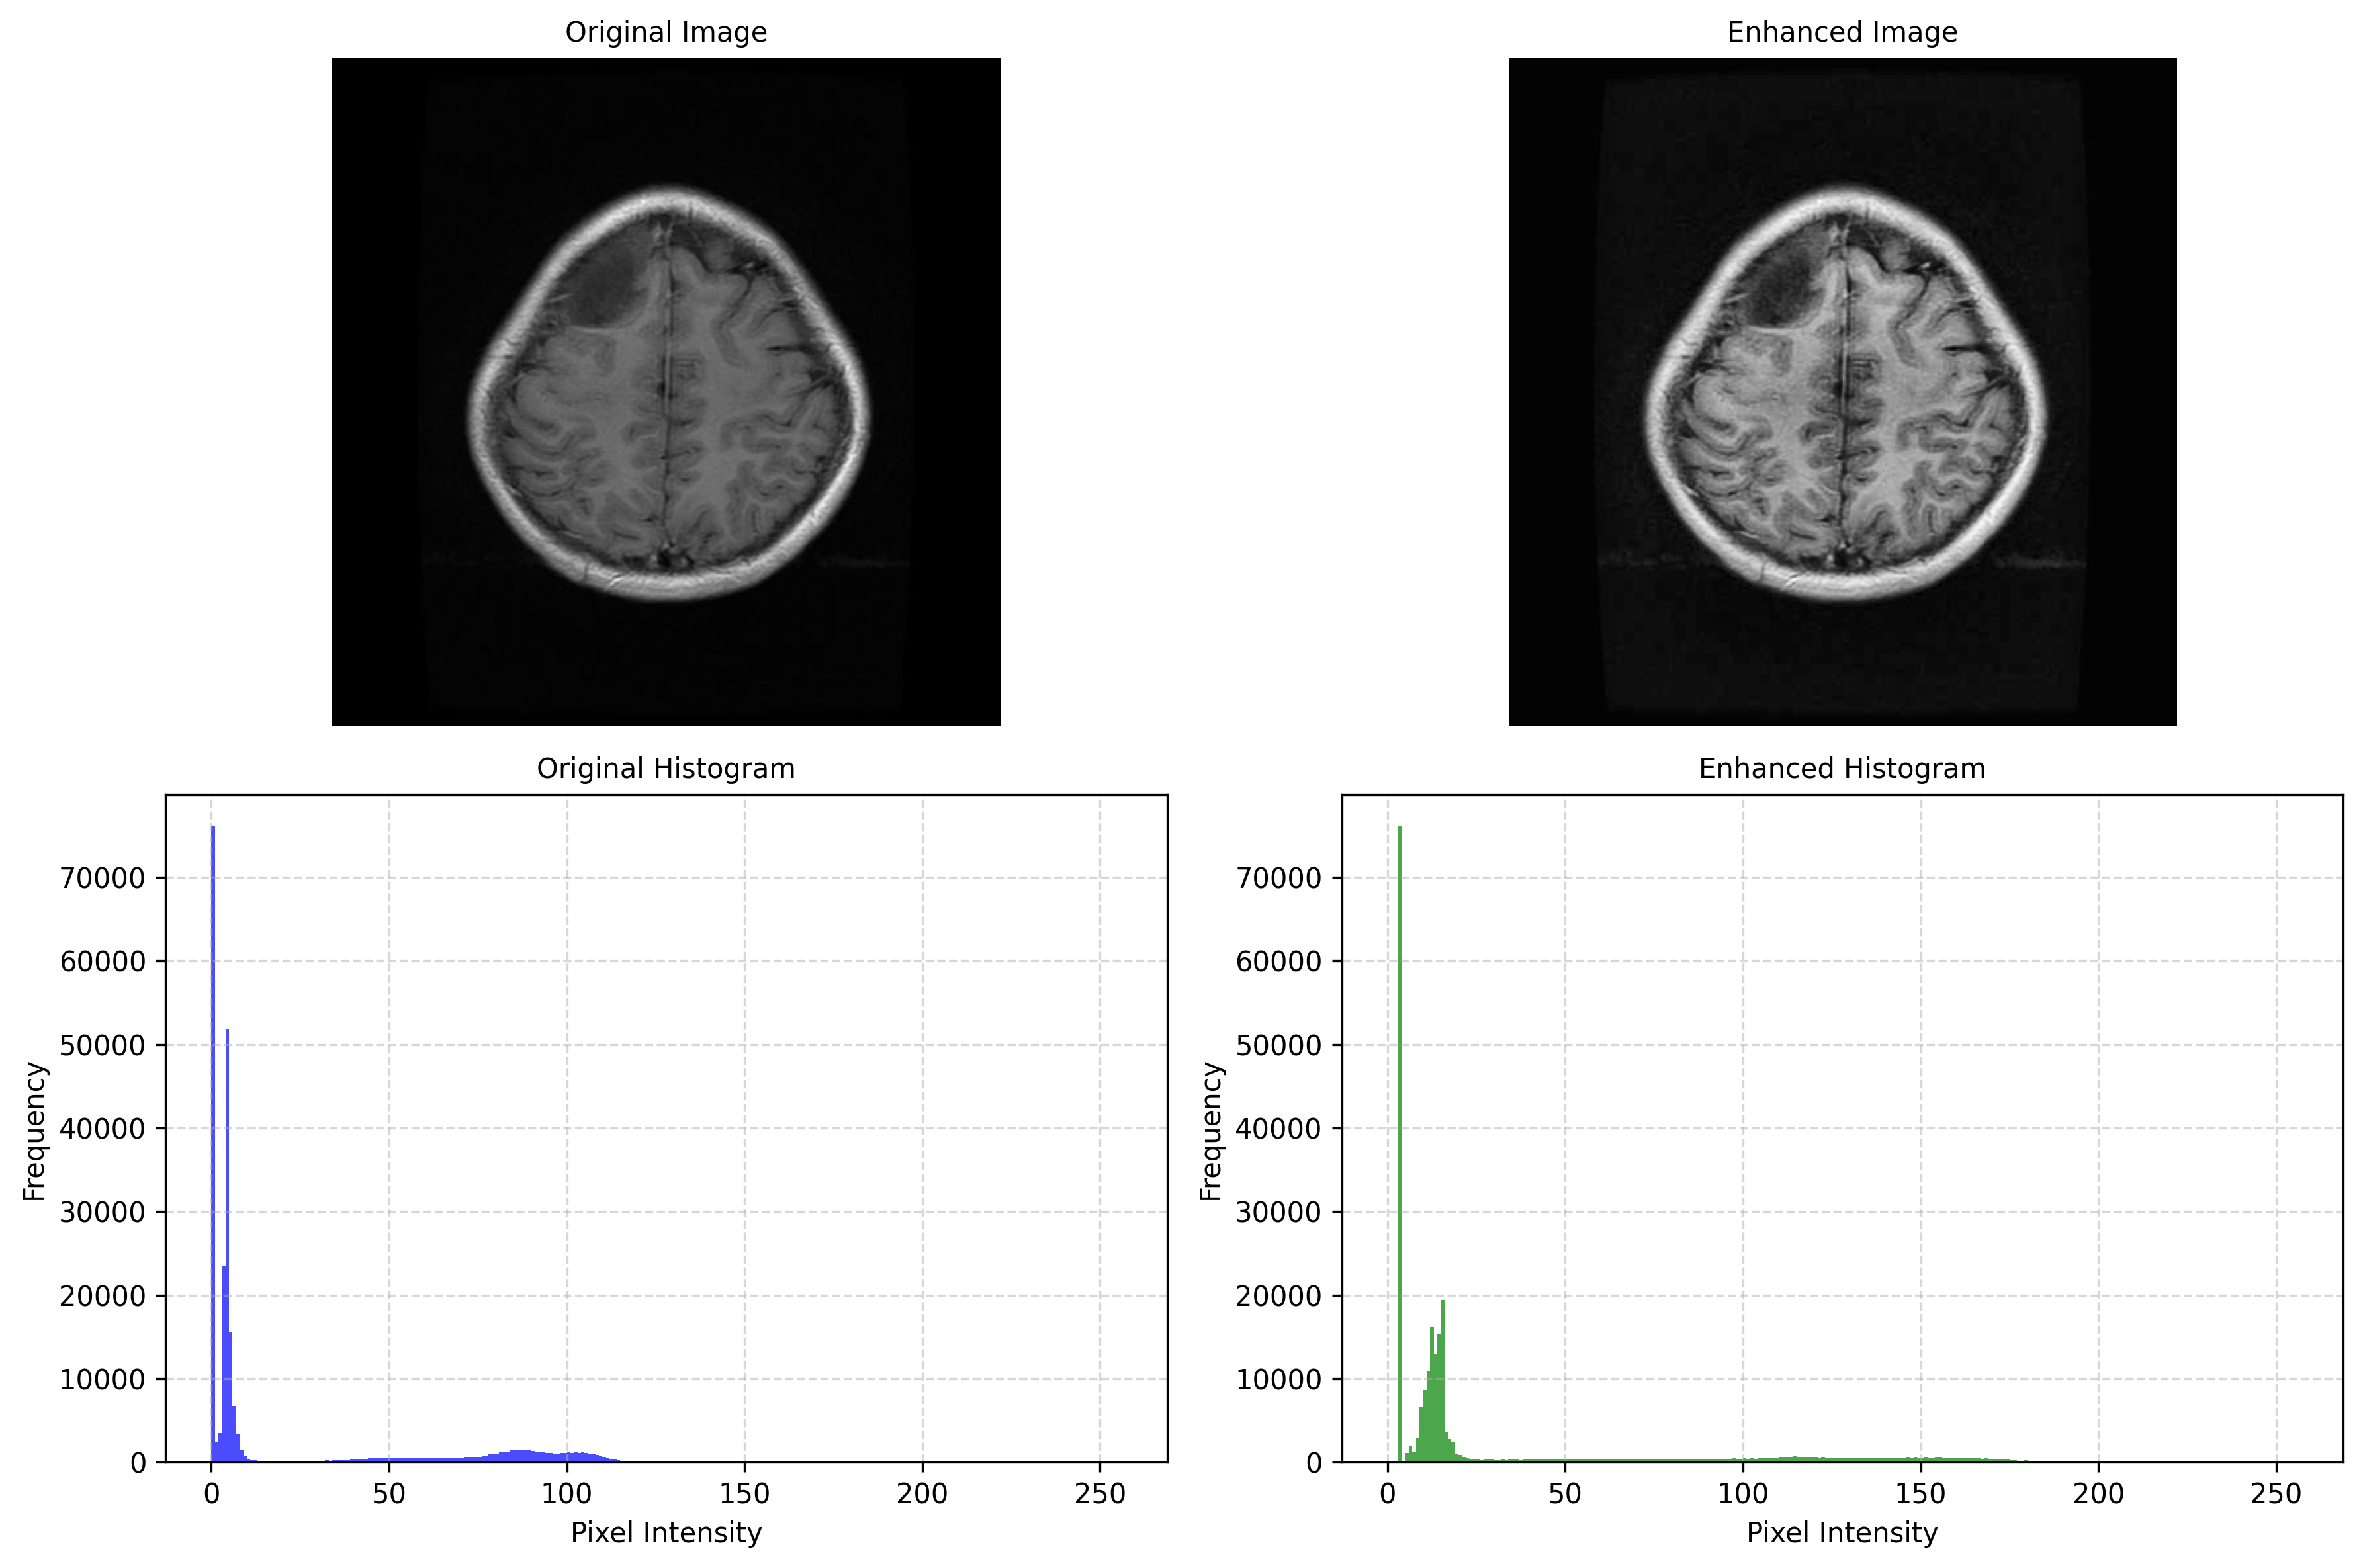 Original Image
Enhanced Image
Original Histogram
Enhanced Histogram
Frequency
70000
60000
50000
40000
30000
20000
10000
0
0 50 100 150 200 250
Pixel Intensity
Frequency
70000
60000
50000
40000
30000
20000
10000
0
0 50 100 150 200 250
Pixel Intensity